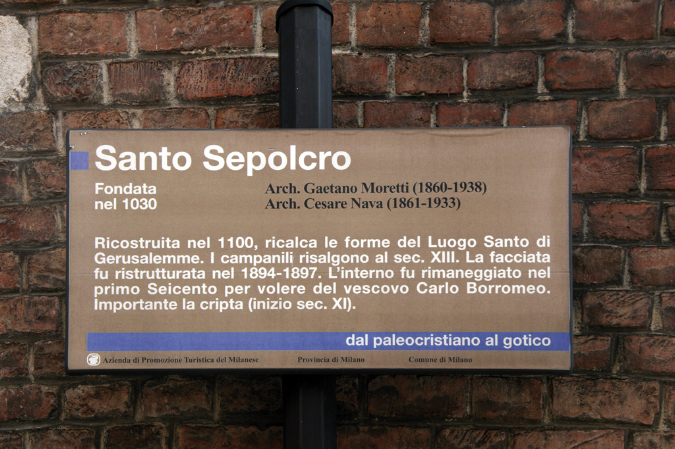 Santo Sepolcro
Fondata
nel 1030
Arch. Gaetano Moretti (1860-1938)
Arch. Cesare Nava (1861-1933)
Ricostruita nel 1100, ricalca le forme del Luogo Santo di
Gerusalemme. I campanili risalgono al sec. XIII. La facciata
fu ristrutturata nel 1894-1897. L'interno fu rimaneggiato nel
primo Seicento per volere del vescovo Carlo Borromeo.
Importante la cripta (inizio sec. XI).
dal paleocristiano al gotico
Azienda di Promozione Turistica del Milanese Provincia di Milano Comune di Milano